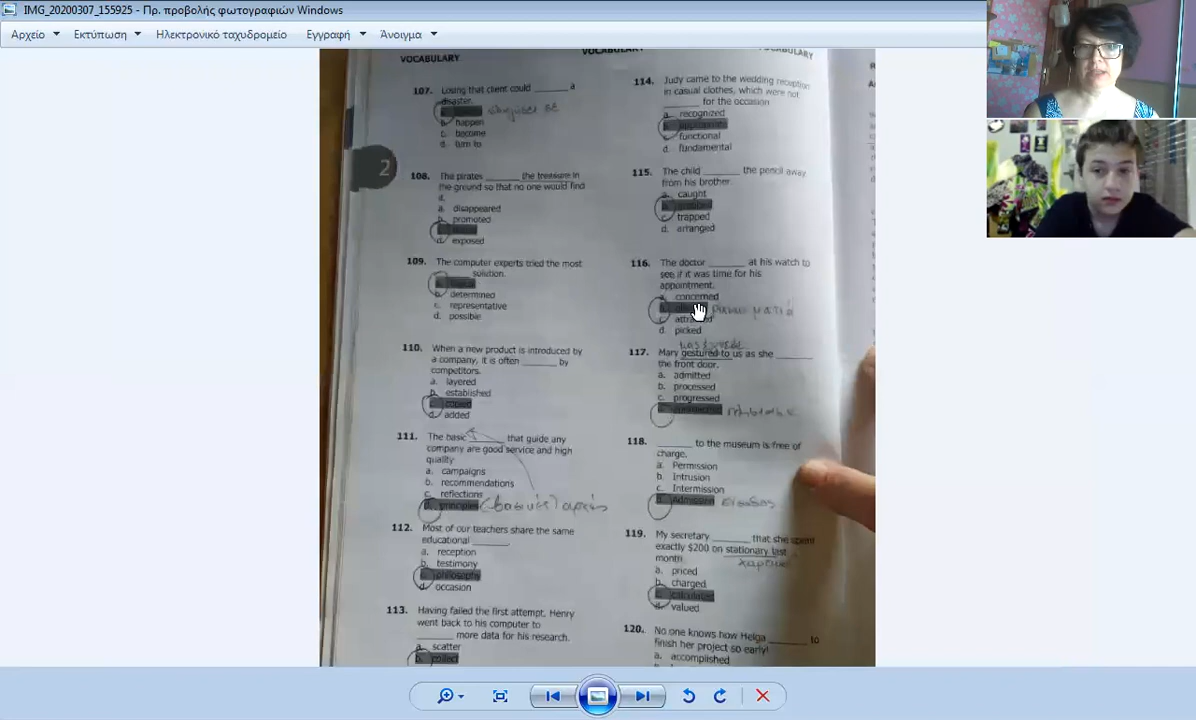 IMG_20200307_155925 - Πρ. προβολής φωτογραφιών Windows
Αρχείο Εκτύπωση Ηλεκτρονικό ταχυδρομείο Εγγραφή Άνοιγμα
VOCABULARY
VOCABULARY
VOCABULARY
2
107. Losing that client could ______ a
disaster.
b. happen
c. become
d. turn to
108. The pirates ______ the treasure in
the ground so that no one would find
it.
a. disappeared
b. promoted
d. exposed
109. The computer experts tried the most
______ solution.
b. determined
c. representative
d. possible
110. When a new product is introduced by
a company, it is often ______ by
competitors.
a. layered
b. established
c. copied
d. added
111. The basic ______ that guide any
company are good service and high
quality
a. campaigns
b. recommendations
c. reflections
d. principles
112. Most of our teachers share the same
educational ______
a. reception
b. testimony
c. philosophy
d. occasion
113. Having failed the first attempt, Henry
went back to his computer to
______ more data for his research.
a. scatter
b. collect
114. Judy came to the wedding reception
in casual clothes, which were not
______ for the occasion
a. recognized
b. appropriate
c. functional
d. fundamental
115. The child ______ the pencil away
from his brother.
a. caught
c. trapped
d. arranged
116. The doctor ______ at his watch to
see if it was time for his
appointment.
a. concerned
d. picked
117. Mary gestured to us as she ______
the front door.
a. admitted
b. processed
c. progressed
118. ______ to the museum is free of
charge.
a. Permission
b. Intrusion
c. Intermission
d. Admission είσοδος
119. My secretary ______ that she spent
exactly $200 on stationary last
month
a. priced
b. charged
c. calculated
d. valued
120. No one knows how Helga ______ to
finish her project so early!
a. accomplished